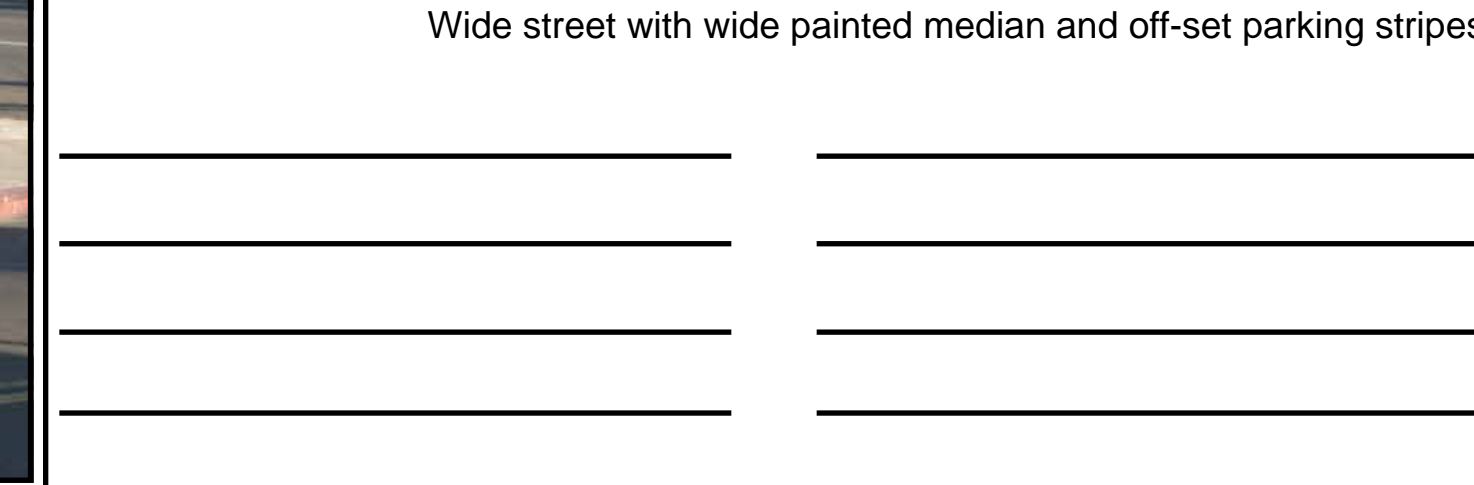 Wide street with wide painted median and off-set parking stripes